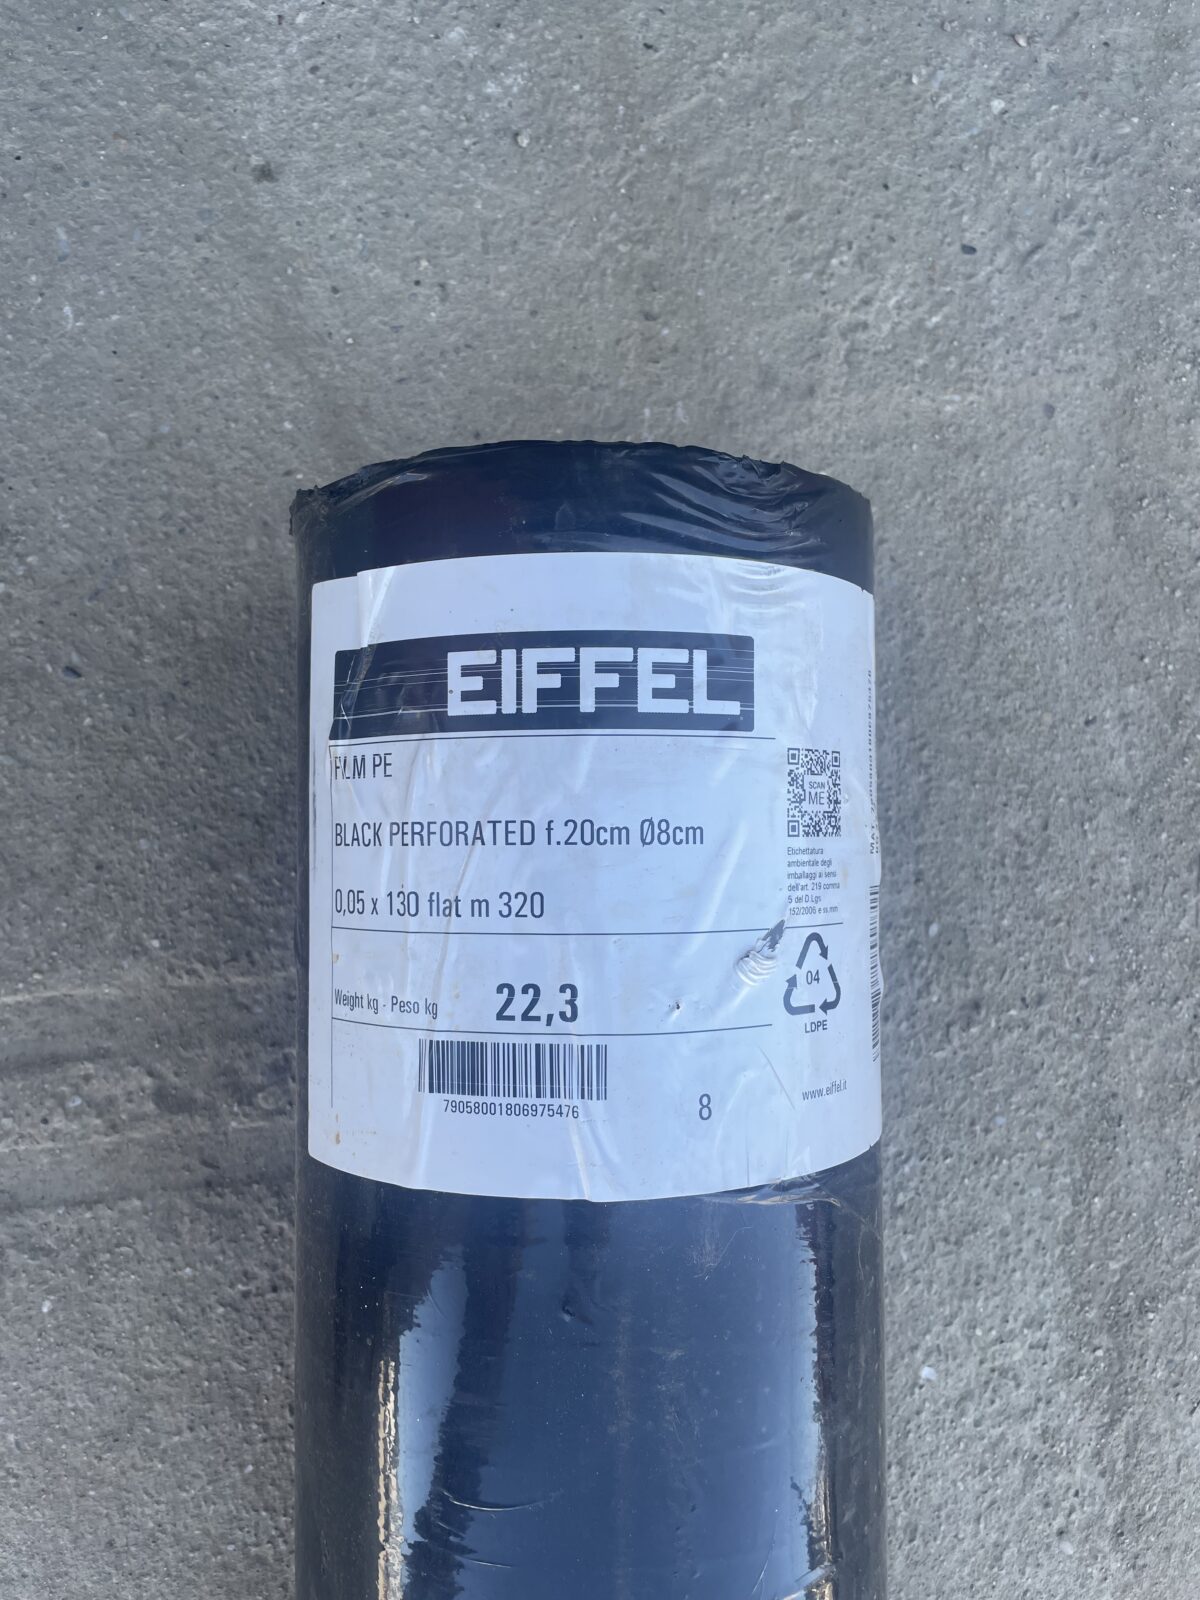 EIFFEL
FILM PE
BLACK PERFORATED f.20cm Ø8cm
0,05 x 130 flat m 320
Weight kg - Peso kg 22,3
79058001806975476
8
SCAN
ME
Etichettatura
ambientale degli
imballaggi ai sensi
dell'art. 219 comma
5 del D.Lgs.
152/2006 e ss.mm
04
LDPE
www.eiffel.it